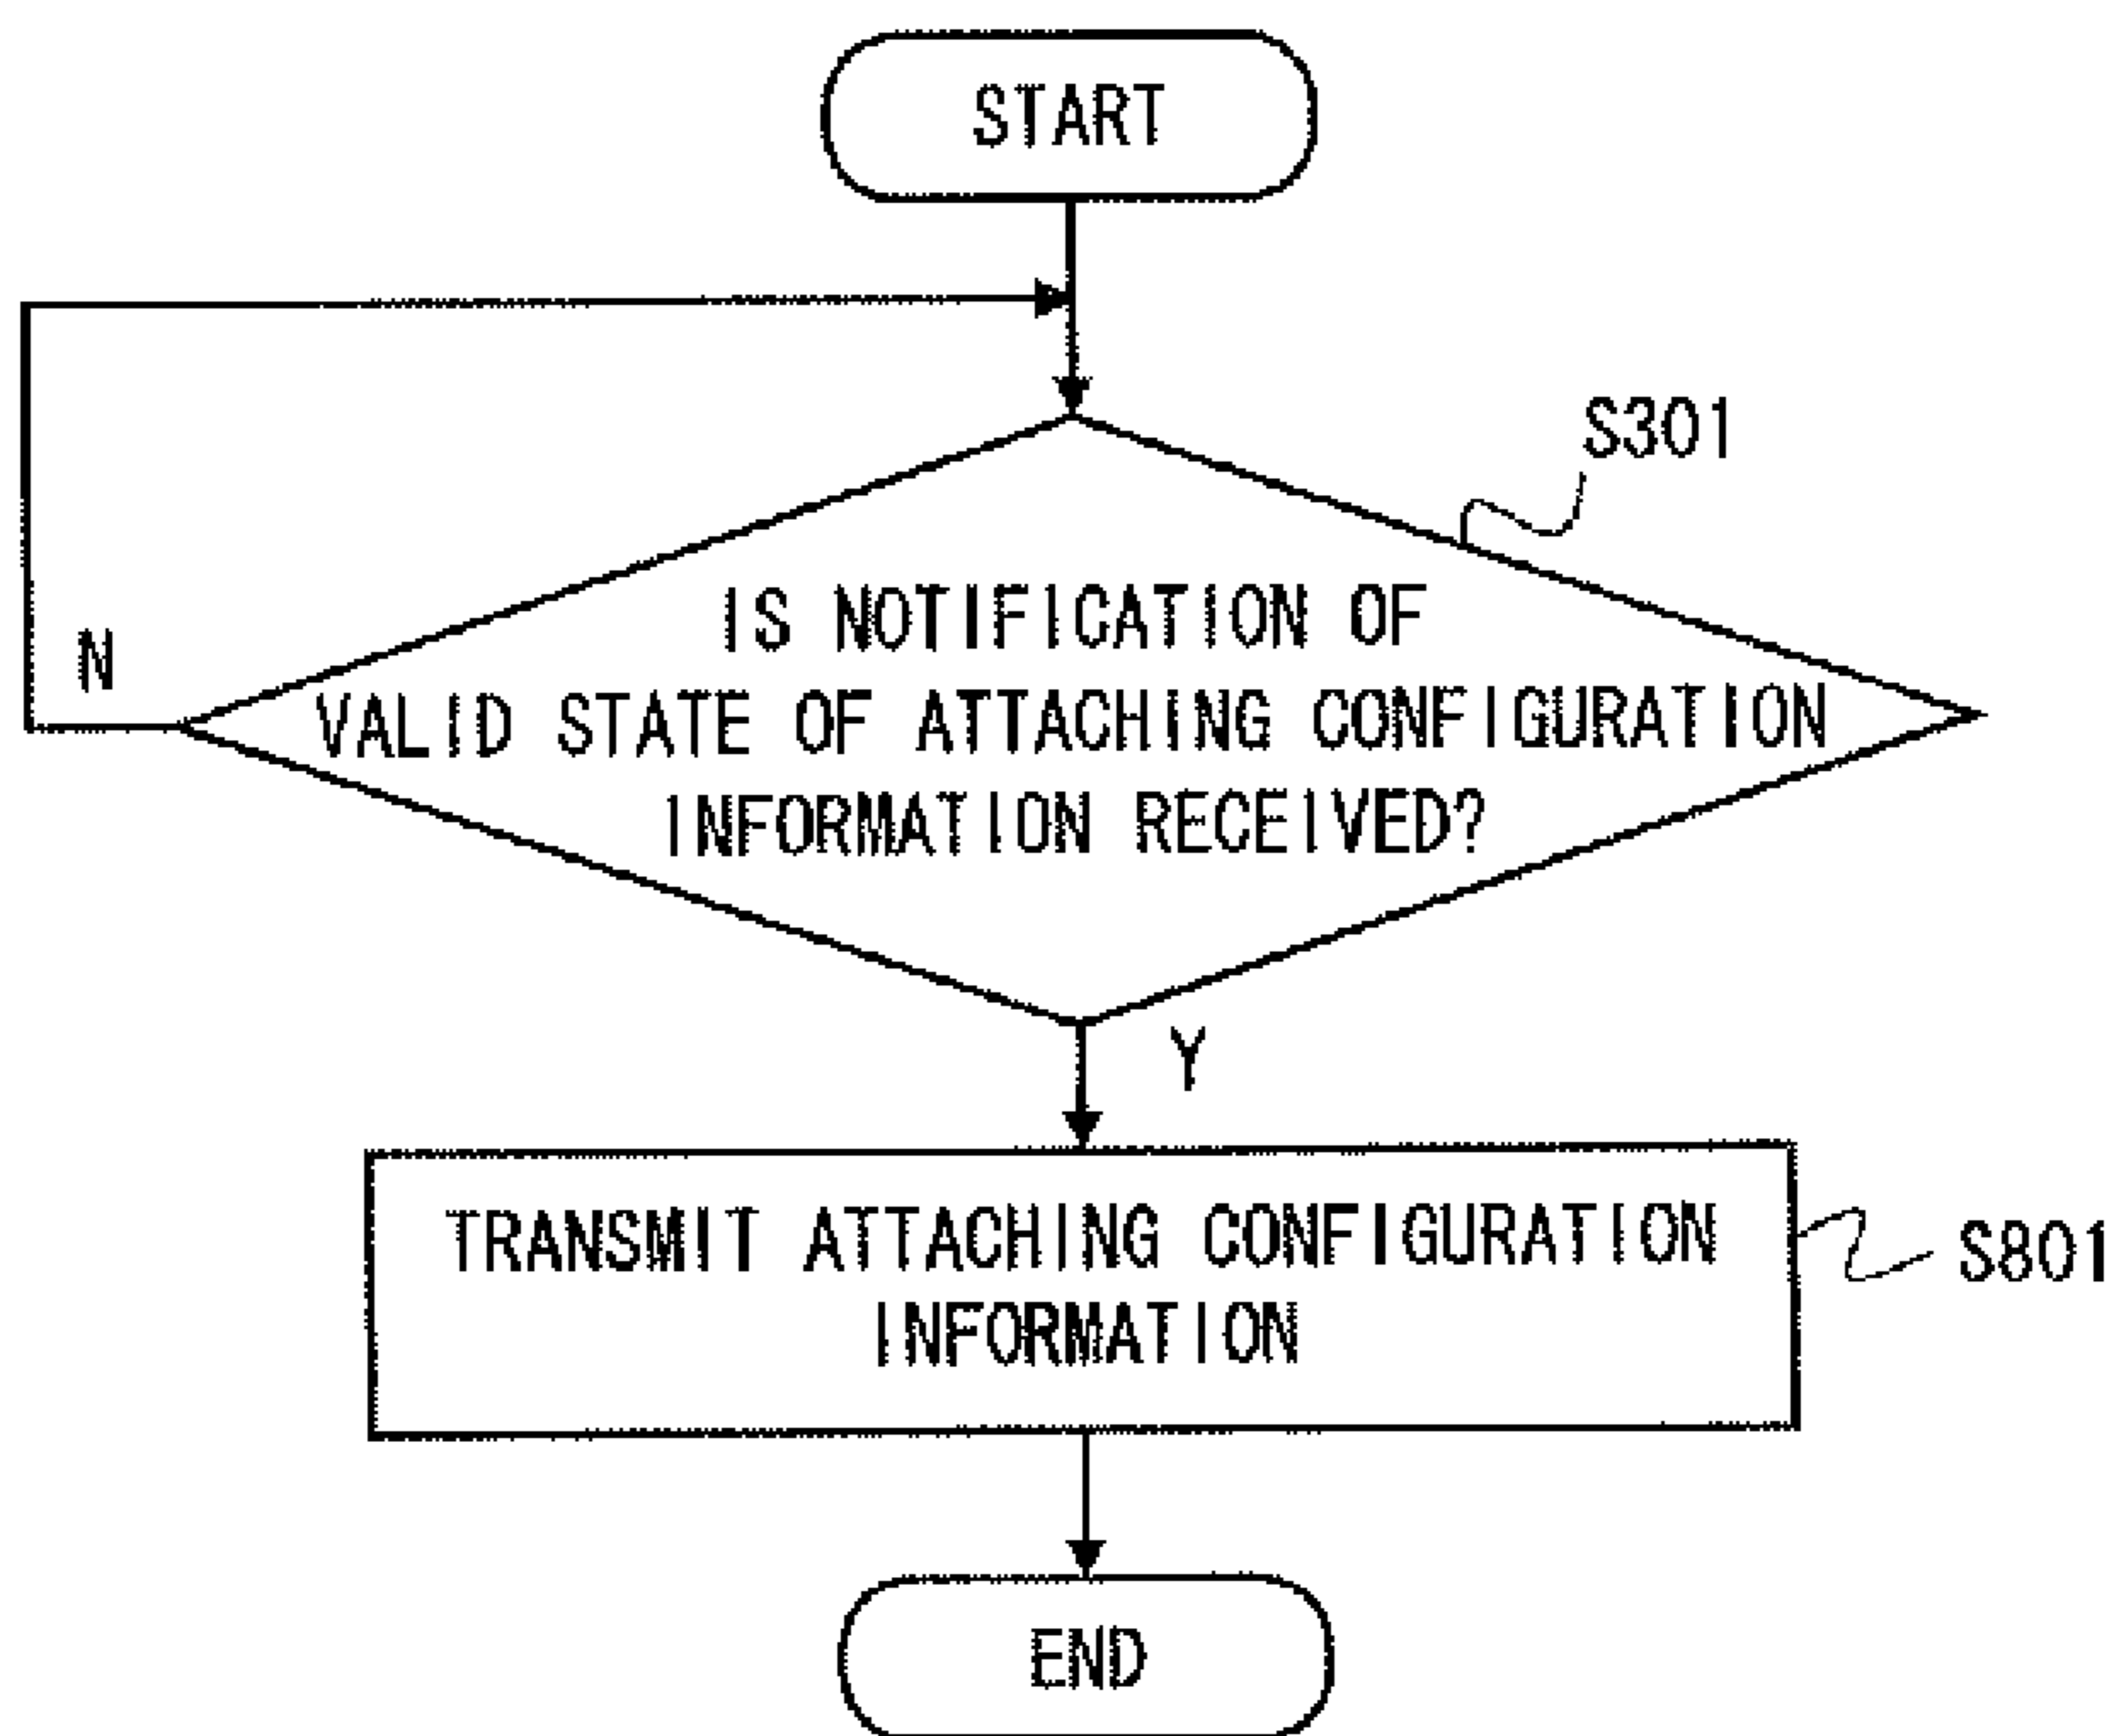 START
S301
IS NOTIFICATION OF
N
VALID STATE OF ATTACHING CONFIGURATION
INFORMATION RECEIVED?
Y
TRANSMIT ATTACHING CONFIGURATION
S801
INFORMATION
END